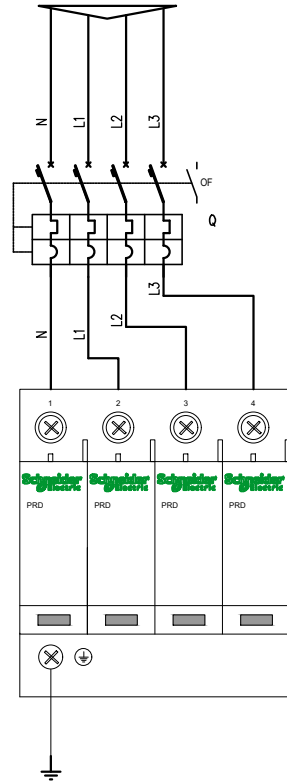 N
L1
L2
L3
OF
Q
N
L1
L2
L3
1
2
3
4
Schneider Electric
Schneider Electric
Schneider Electric
Schneider Electric
PRD
PRD
PRD
PRD